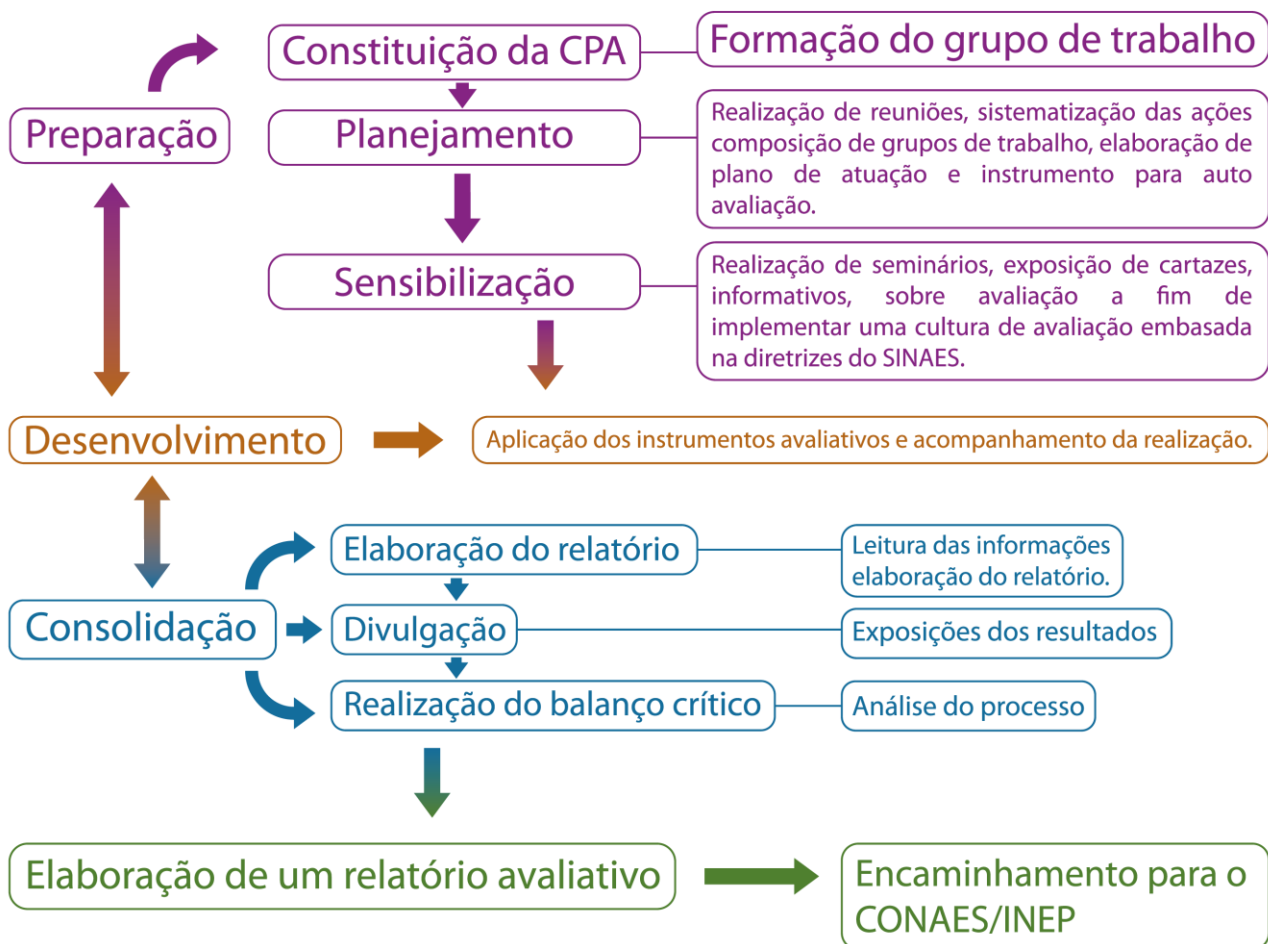 Constituição da CPA
Formação do grupo de trabalho
Preparação
Planejamento
Realização de reuniões, sistematização das ações
composição de grupos de trabalho, elaboração de
plano de atuação e instrumento para auto
avaliação.
Sensibilização
Realização de seminários, exposição de cartazes,
informativos, sobre avaliação a fim de
implementar uma cultura de avaliação embasada
na diretrizes do SINAES.
Desenvolvimento
Aplicação dos instrumentos avaliativos e acompanhamento da realização.
Elaboração do relatório
Leitura das informações
elaboração do relatório.
Consolidação
Divulgação
Exposições dos resultados
Realização do balanço crítico
Análise do processo
Elaboração de um relatório avaliativo
Encaminhamento para o
CONAES/INEP